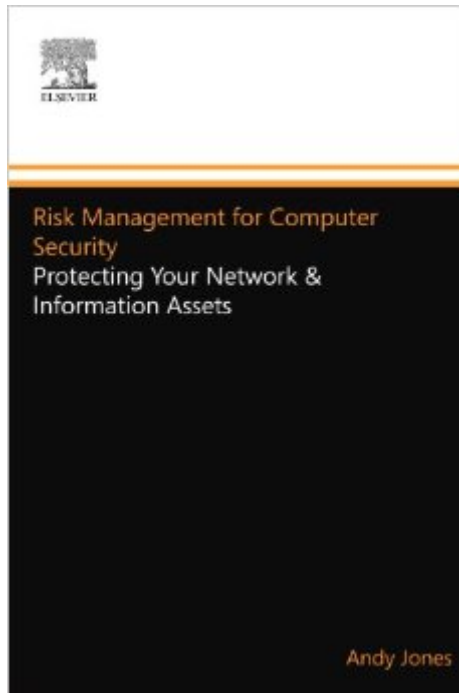 ELSEVIER
Risk Management for Computer
Security
Protecting Your Network &
Information Assets
Andy Jones